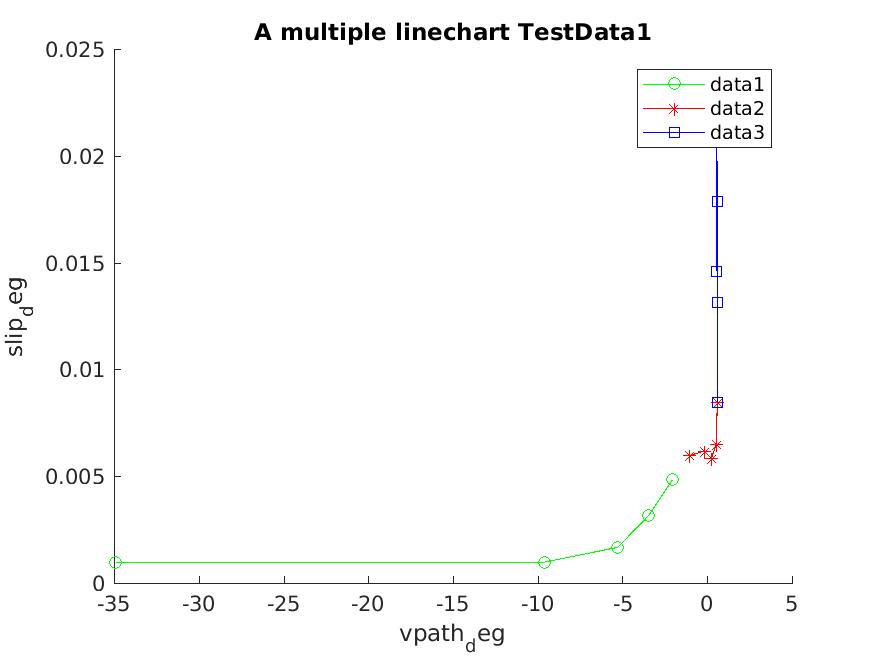 A multiple linechart TestData1
0.025
0.02
0.015
0.01
0.005
0
slip_deg
data1
data2
data3
-35 -30 -25 -20 -15 -10 -5 0 5
vpath_deg